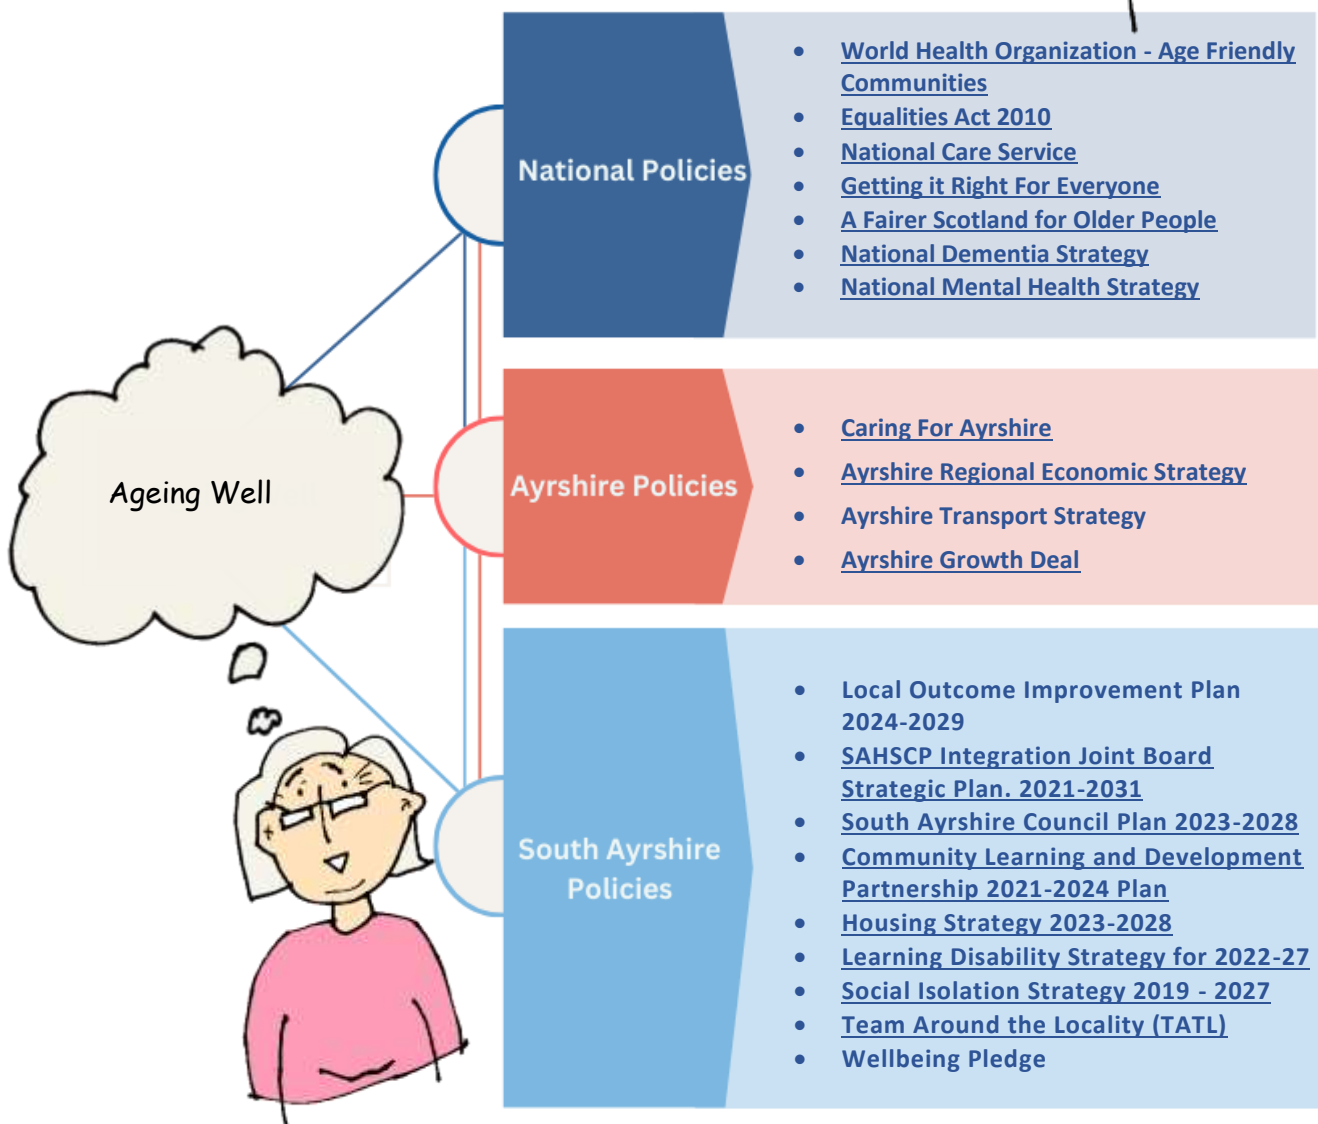 World Health Organization - Age Friendly
Communities
Equalities Act 2010
National Care Service
National Policies
Getting it Right For Everyone
A Fairer Scotland for Older People
National Dementia Strategy
National Mental Health Strategy
Caring For Ayrshire
Ayrshire Regional Economic Strategy
Ayrshire Policies
Ayrshire Transport Strategy
Ayrshire Growth Deal
Ageing Well
Local Outcome Improvement Plan
2024-2029
SAHSCP Integration Joint Board
Strategic Plan. 2021-2031
South Ayrshire Council Plan 2023-2028
South Ayrshire
Policies
Community Learning and Development
Partnership 2021-2024 Plan
Housing Strategy 2023-2028
Learning Disability Strategy for 2022-27
Social Isolation Strategy 2019 - 2027
Team Around the Locality (TATL)
Wellbeing Pledge